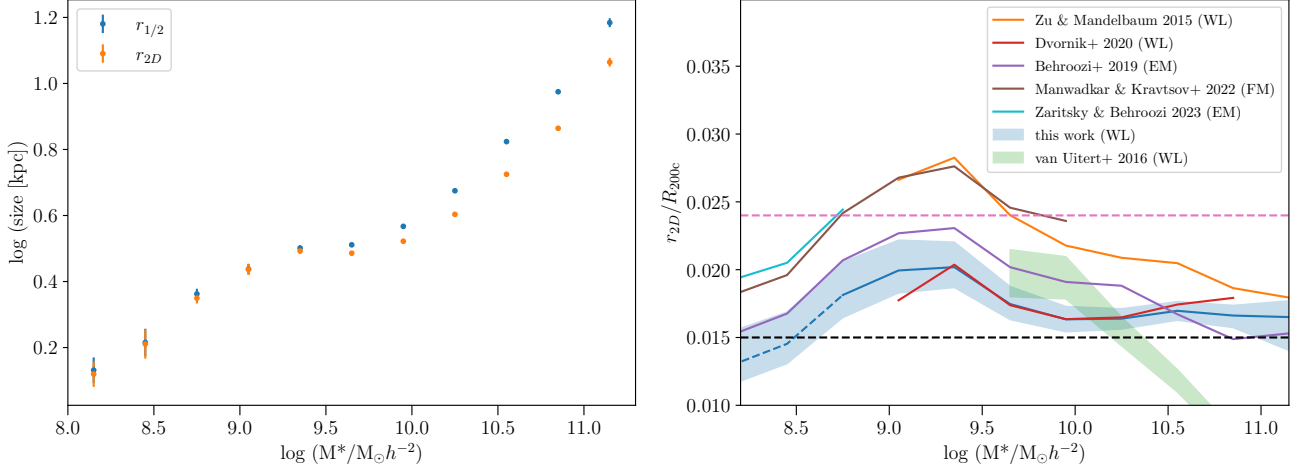 1.2
1.0
0.8
0.6
0.4
0.2
log (size [kpc])
r_{1/2}
r_{2D}
8.0 8.5 9.0 9.5 10.0 10.5 11.0
log (M*/M_⊙h^{-2})
0.035
0.030
0.025
0.020
0.015
0.010
r_{2D}/R_{200c}
Zu & Mandelbaum 2015 (WL)
Dvornik+ 2020 (WL)
Behroozi+ 2019 (EM)
Manwadkar & Kravtsov+ 2022 (FM)
Zaritsky & Behroozi 2023 (EM)
this work (WL)
van Uitert+ 2016 (WL)
8.5 9.0 9.5 10.0 10.5 11.0
log (M*/M_⊙h^{-2})